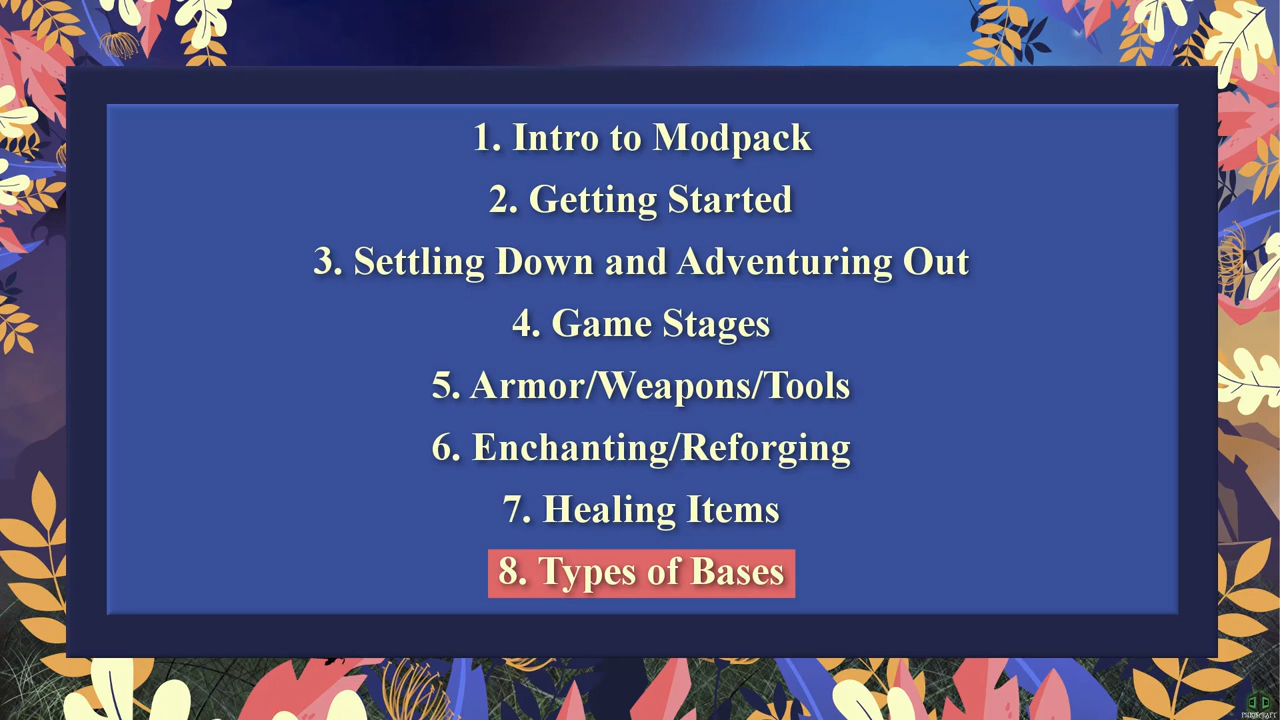 1. Intro to Modpack
2. Getting Started
3. Settling Down and Adventuring Out
4. Game Stages
5. Armor/Weapons/Tools
6. Enchanting/Reforging
7. Healing Items
8. Types of Bases